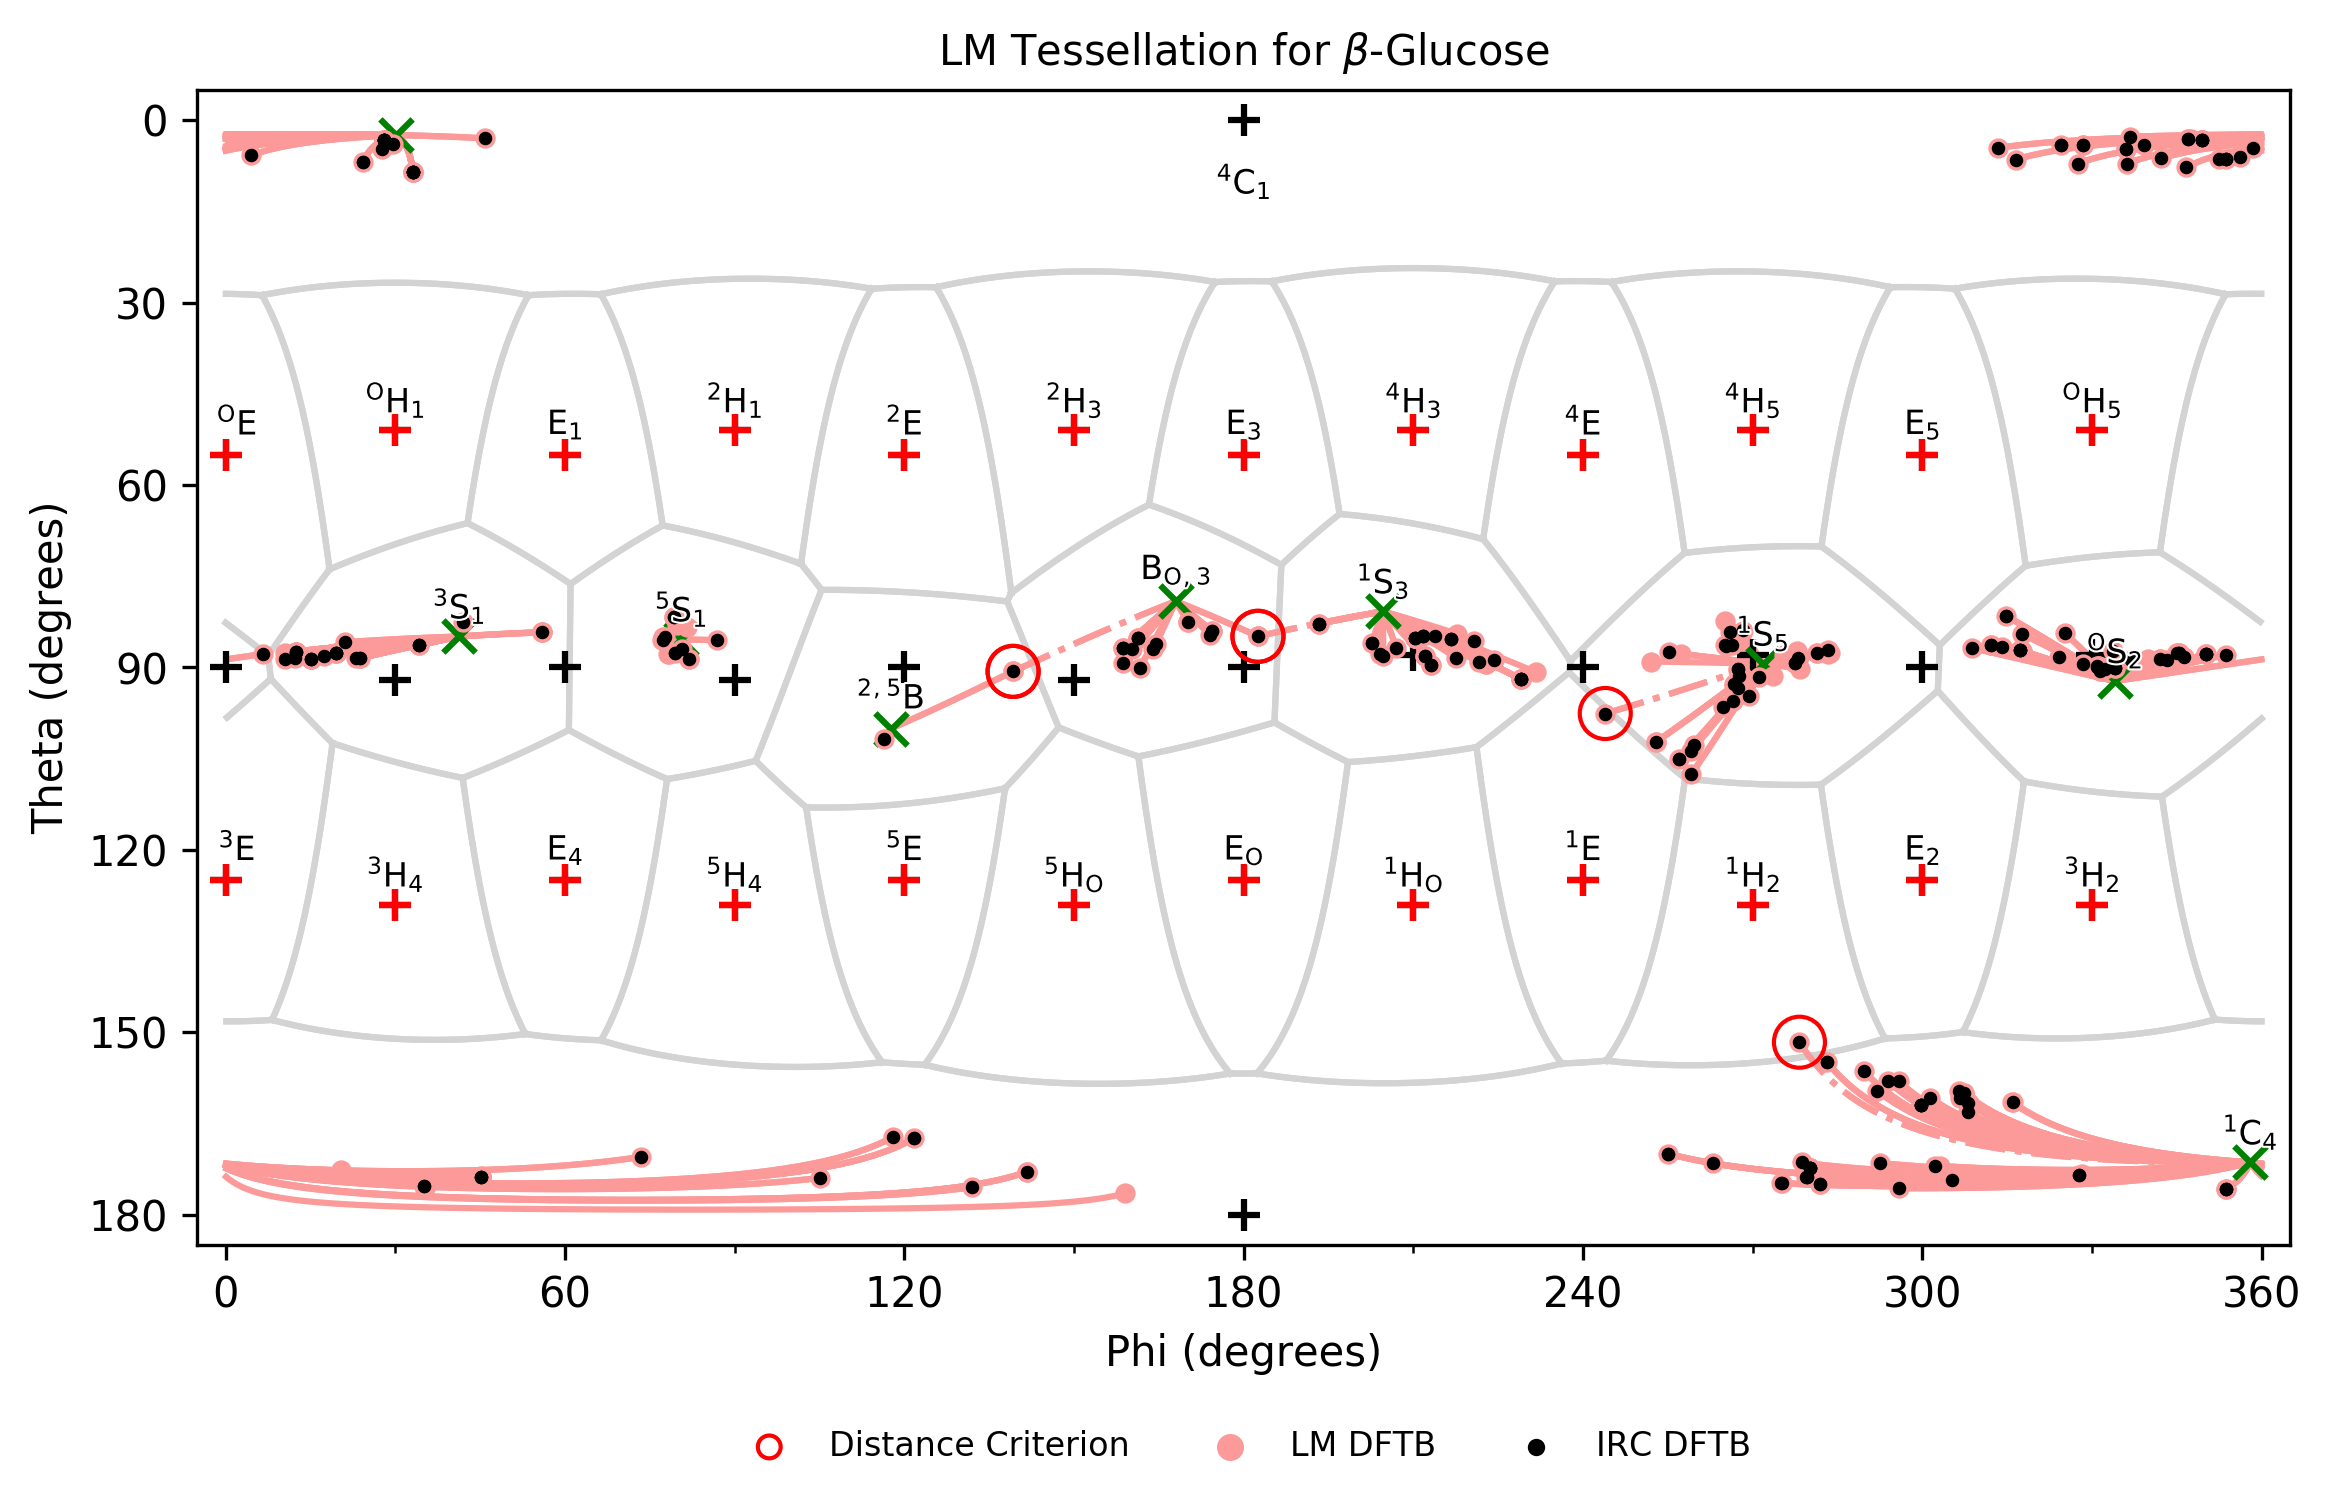 LM Tessellation for β-Glucose
0
⁴C₁
30
ᴼH₁ ²H₁ ²H₃ ⁴H₃ ⁴H₅ ᴼH₅
ᴼE E₁ ²E E₃ ⁴E E₅
60
B_O,3 ¹S₃
³S₁ ⁵S₁ ¹S₅ ᴼS₂
90
²,⁵B
120
³E E₄ ⁵E E_O ¹E E₂
³H₄ ⁵H₄ ⁵H_O ¹H_O ¹H₂ ³H₂
150
¹C₄
180
Theta (degrees)
0 60 120 180 240 300 360
Phi (degrees)
Distance Criterion LM DFTB IRC DFTB